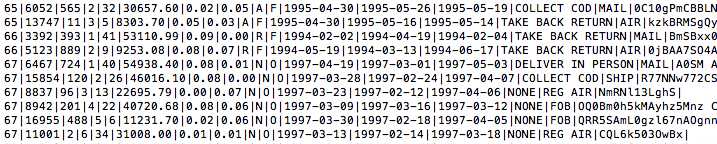 65|6052|565|2|32|30657.60|0.02|0.05|A|F|1995-04-30|1995-05-26|1995-05-19|COLLECT COD|MAIL|0C10gPmCBBLN
65|13747|11|3|5|8303.70|0.05|0.03|A|F|1995-05-30|1995-05-16|1995-05-14|TAKE BACK RETURN|AIR|kzkBRMSgQy
66|3392|393|1|41|53110.99|0.09|0.00|R|F|1994-02-02|1994-04-19|1994-02-04|TAKE BACK RETURN|MAIL|BmSBxx0
66|5123|889|2|9|9253.08|0.08|0.07|R|F|1994-05-19|1994-03-13|1994-06-17|TAKE BACK RETURN|AIR|0jBAA7SO4A
67|6467|724|1|40|54938.40|0.08|0.01|N|O|1997-04-19|1997-03-01|1997-05-03|DELIVER IN PERSON|MAIL|A0SM A
67|15854|120|2|26|46016.10|0.08|0.00|N|O|1997-03-28|1997-02-24|1997-04-07|COLLECT COD|SHIP|R77NNw772CS
67|8837|96|3|13|22695.79|0.00|0.07|N|O|1997-03-23|1997-02-12|1997-04-06|NONE|REG AIR|NmRNl13LghS|
67|8942|201|4|22|40720.68|0.08|0.06|N|O|1997-03-09|1997-03-16|1997-03-12|NONE|FOB|OQ0Bm0h5kMAyhz5Mnz C
67|16955|488|5|6|11231.70|0.02|0.06|N|O|1997-03-30|1997-02-18|1997-04-05|NONE|FOB|QRR5SAmL0gzl67nAOgnn
67|11001|2|6|34|31008.00|0.01|0.01|N|O|1997-03-13|1997-02-14|1997-03-18|NONE|REG AIR|CQL6k503OwBx|